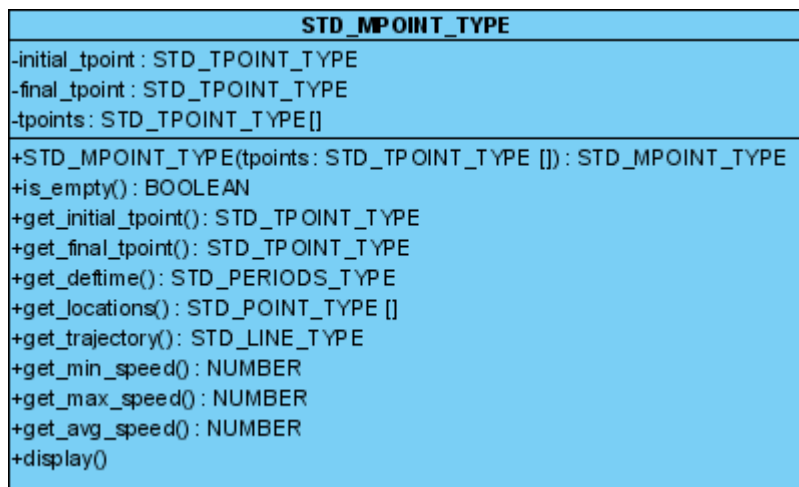 STD_MPOINT_TYPE
-initial_tpoint : STD_TPOINT_TYPE
-final_tpoint : STD_TPOINT_TYPE
-tpoints : STD_TPOINT_TYPE[]
+STD_MPOINT_TYPE(tpoints : STD_TPOINT_TYPE []) : STD_MPOINT_TYPE
+is_empty() : BOOLEAN
+get_initial_tpoint() : STD_TPOINT_TYPE
+get_final_tpoint() : STD_TPOINT_TYPE
+get_deftime() : STD_PERIODS_TYPE
+get_locations() : STD_POINT_TYPE []
+get_trajectory() : STD_LINE_TYPE
+get_min_speed() : NUMBER
+get_max_speed() : NUMBER
+get_avg_speed() : NUMBER
+display()